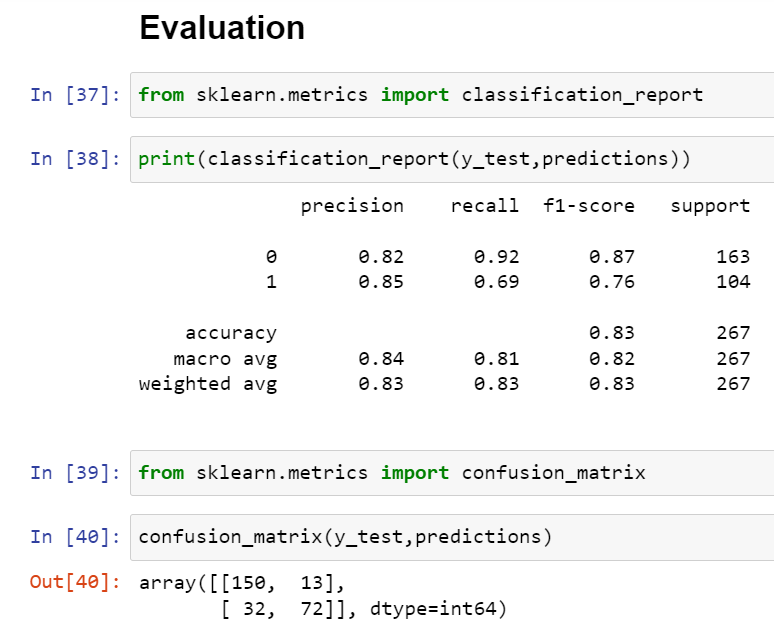 Evaluation
In [37]: from sklearn.metrics import classification_report
In [38]: print(classification_report(y_test,predictions))
precision recall f1-score support
0 0.82 0.92 0.87 163
1 0.85 0.69 0.76 104
accuracy 0.83 267
macro avg 0.84 0.81 0.82 267
weighted avg 0.83 0.83 0.83 267
In [39]: from sklearn.metrics import confusion_matrix
In [40]: confusion_matrix(y_test,predictions)
Out[40]: array([[150, 13],
[ 32, 72]], dtype=int64)